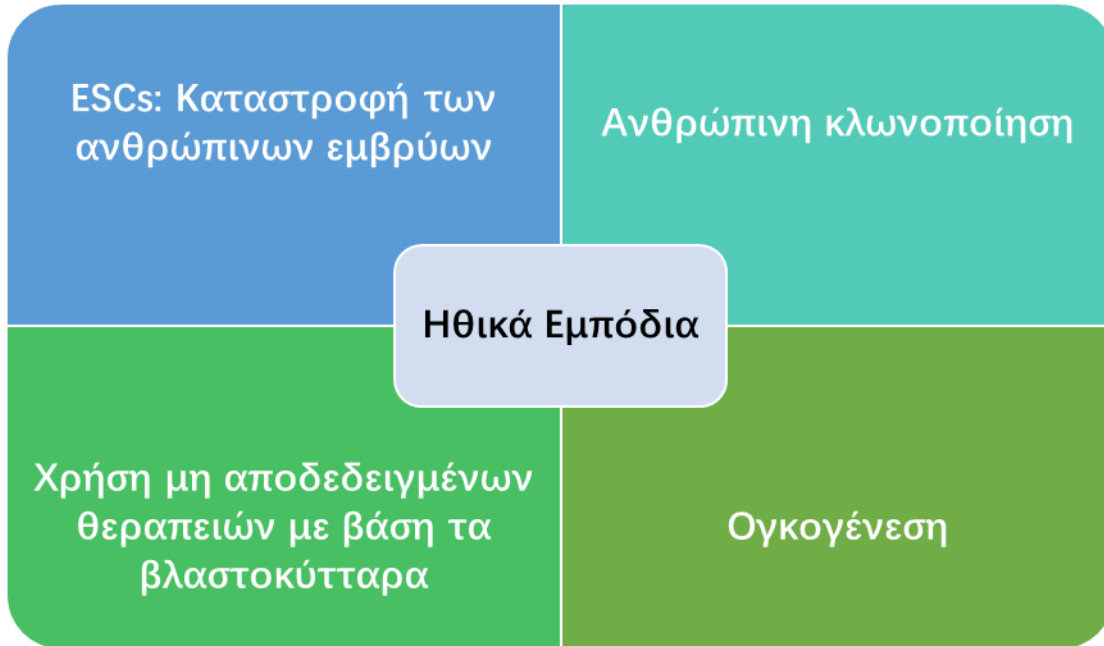 ESCs: Καταστροφή των
ανθρώπινων εμβρύων
Ανθρώπινη κλωνοποίηση
Ηθικά Εμπόδια
Χρήση μη αποδεδειγμένων
θεραπειών με βάση τα
βλαστοκύτταρα
Ογκογένεση